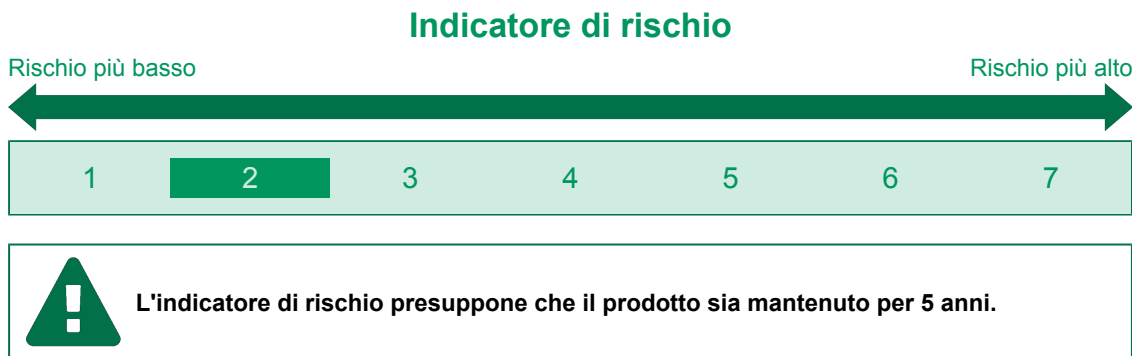 Indicatore di rischio
Rischio più basso Rischio più alto
1 2 3 4 5 6 7
L'indicatore di rischio presuppone che il prodotto sia mantenuto per 5 anni.